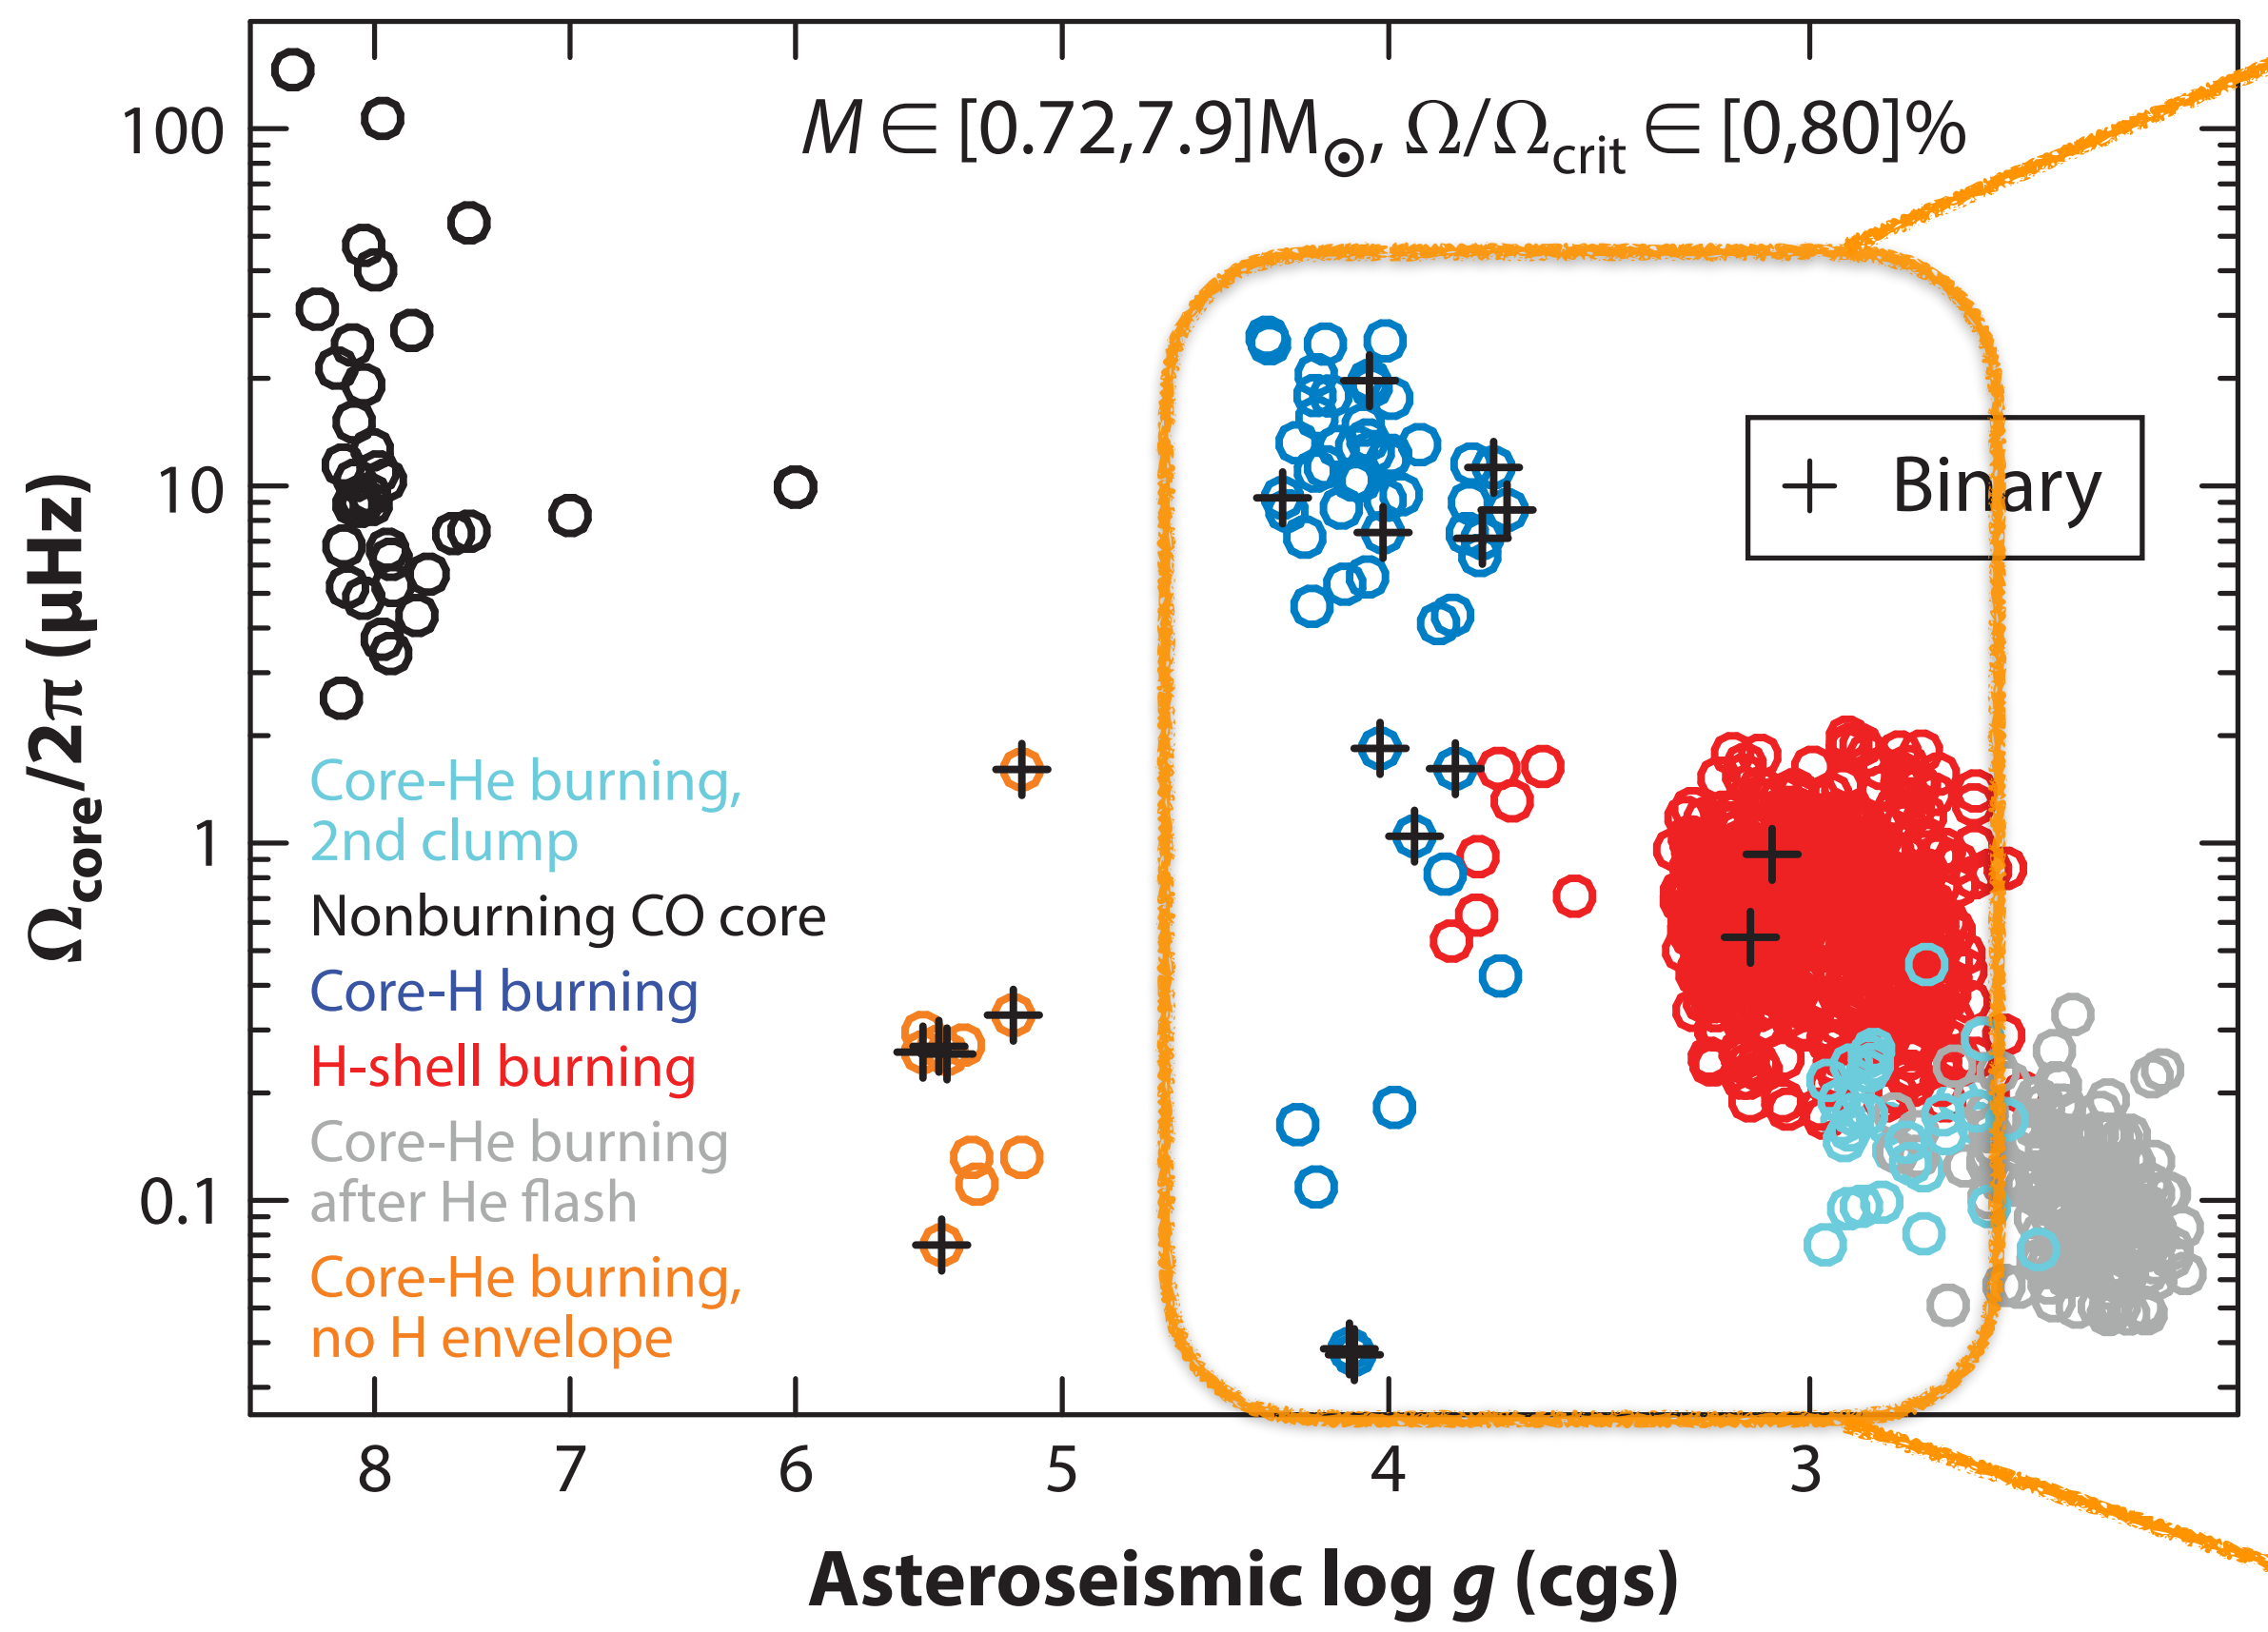 M ∈ [0.72,7.9]M☉, Ω/Ωcrit ∈ [0,80]%
100
10
1
0.1
Ωcore/2π (μHz)
Binary
Core-He burning,
2nd clump
Nonburning CO core
Core-H burning
H-shell burning
Core-He burning
after He flash
Core-He burning,
no H envelope
8 7 6 5 4 3
Asteroseismic log g (cgs)